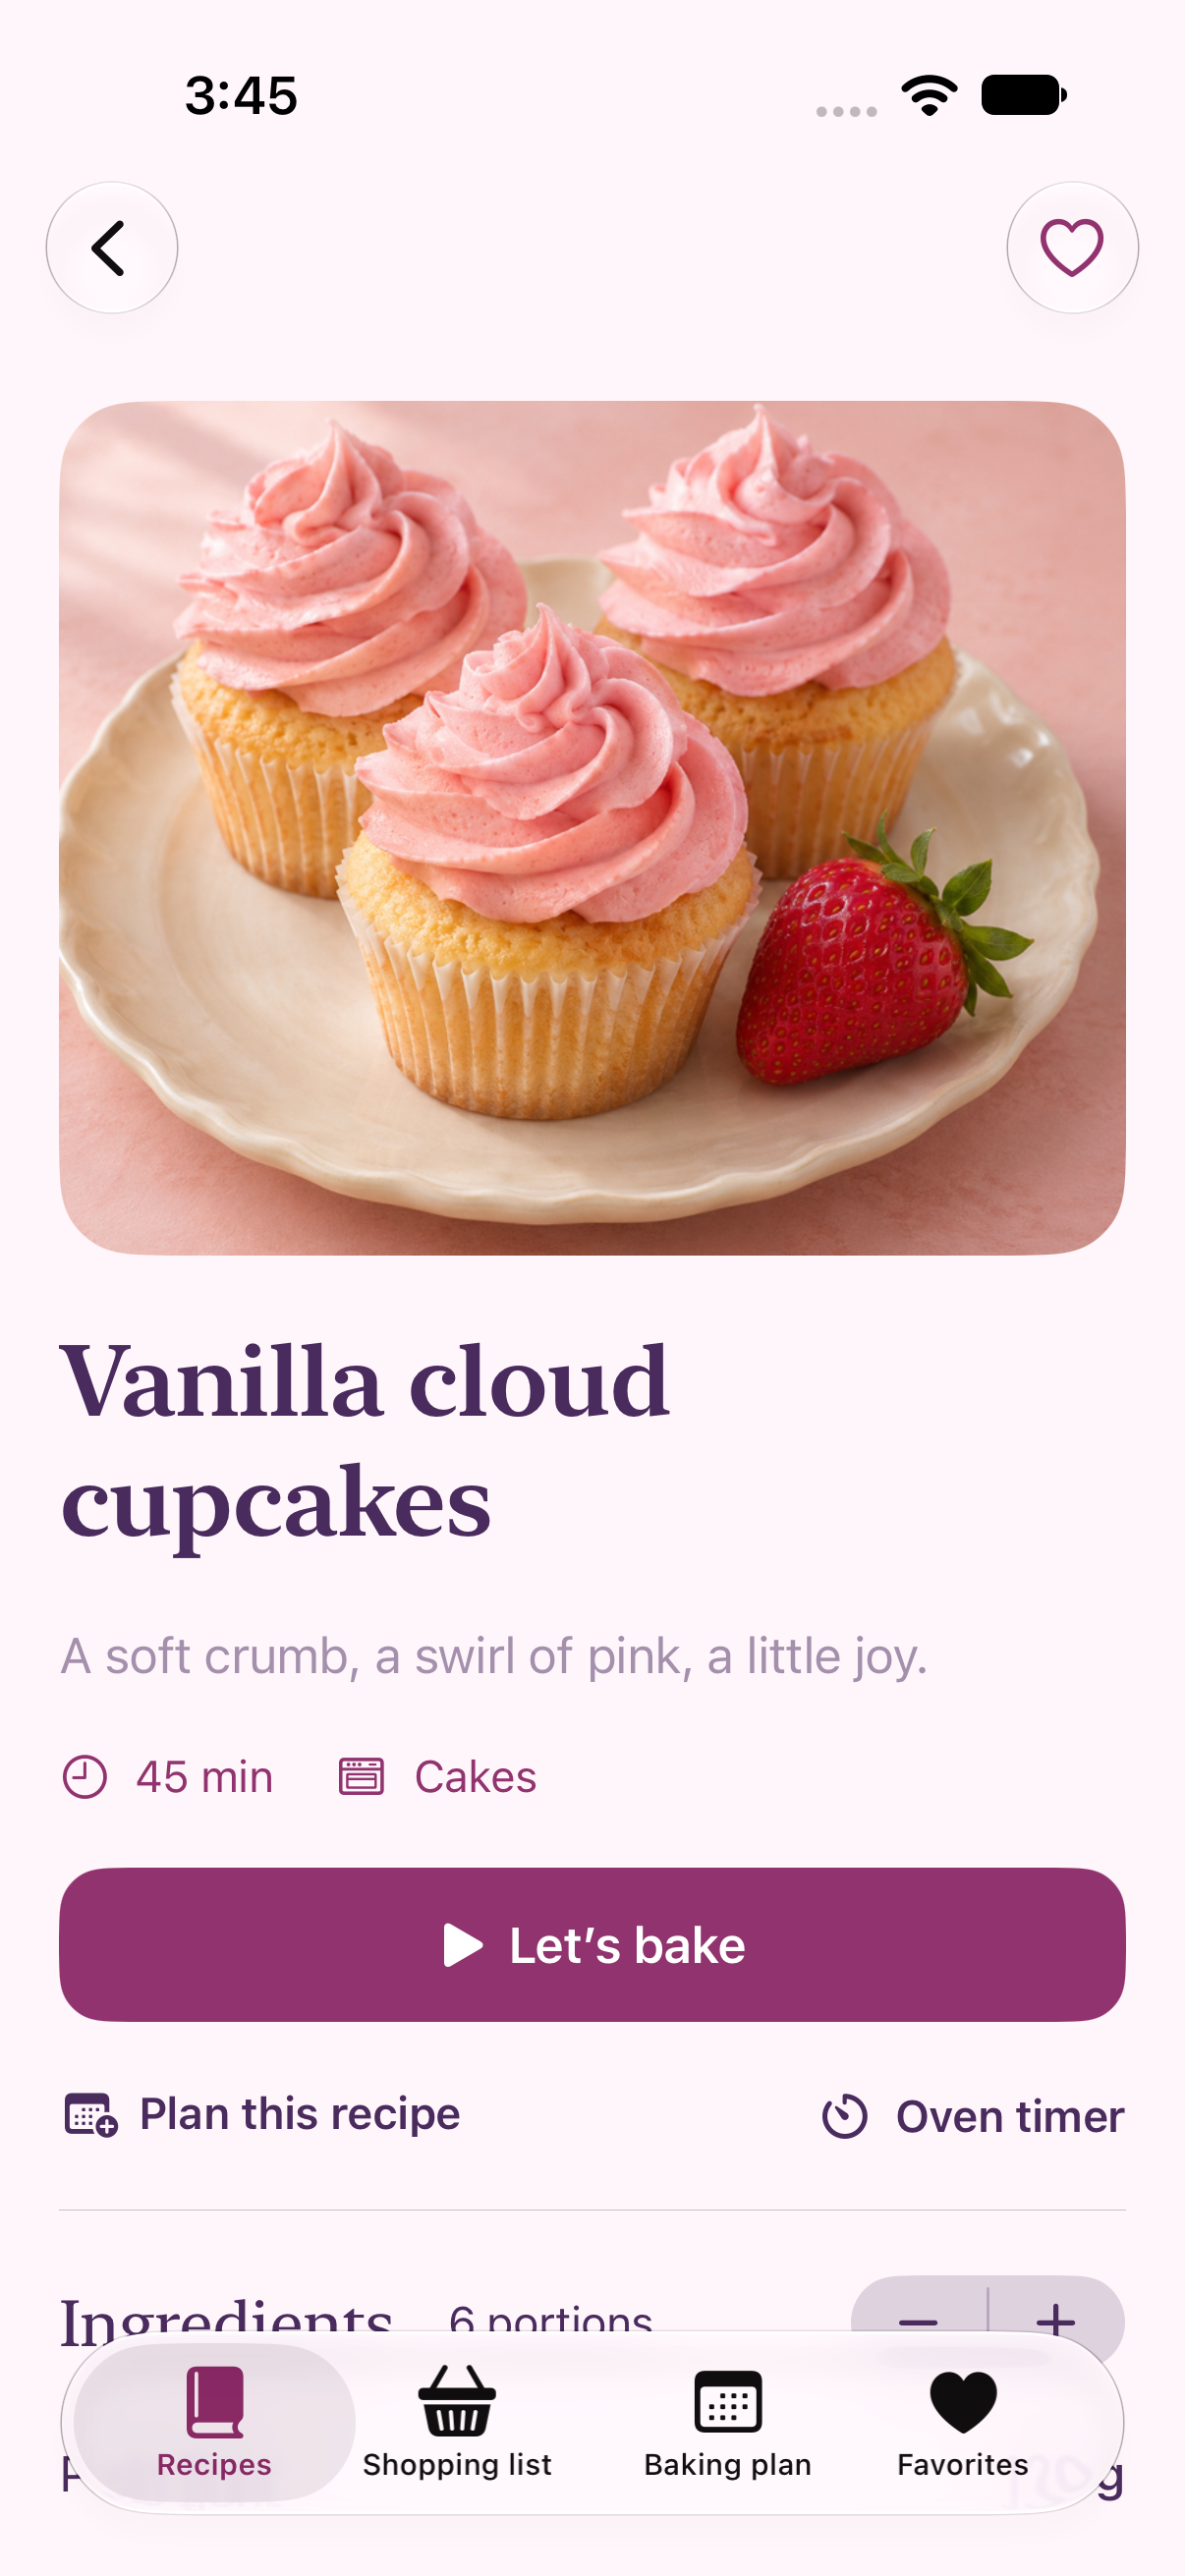 3:45
Vanilla cloud
cupcakes
A soft crumb, a swirl of pink, a little joy.
45 min Cakes
Let’s bake
Plan this recipe Oven timer
Ingredients 6 portions
Recipes Shopping list Baking plan Favorites